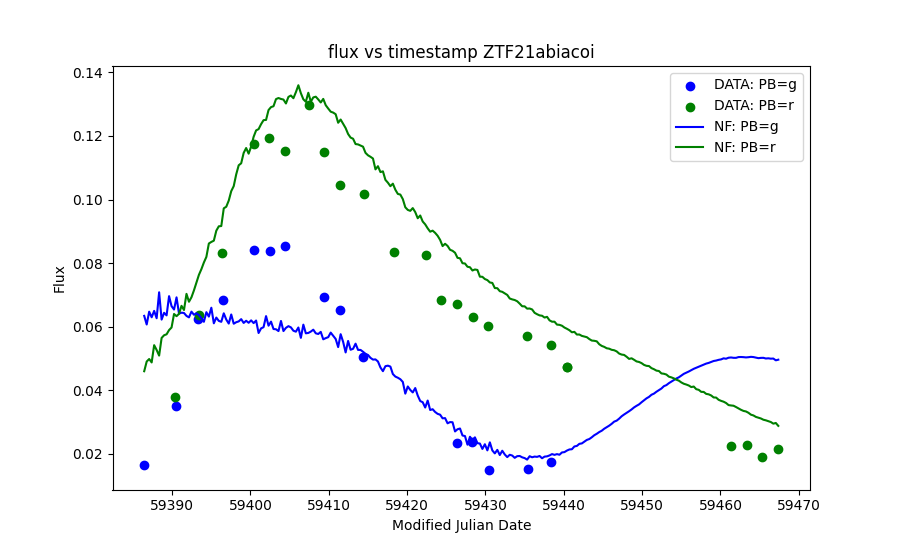 flux vs timestamp ZTF21abiacoi
DATA: PB=g
DATA: PB=r
NF: PB=g
NF: PB=r
Flux
0.14
0.12
0.10
0.08
0.06
0.04
0.02
59390 59400 59410 59420 59430 59440 59450 59460 59470
Modified Julian Date